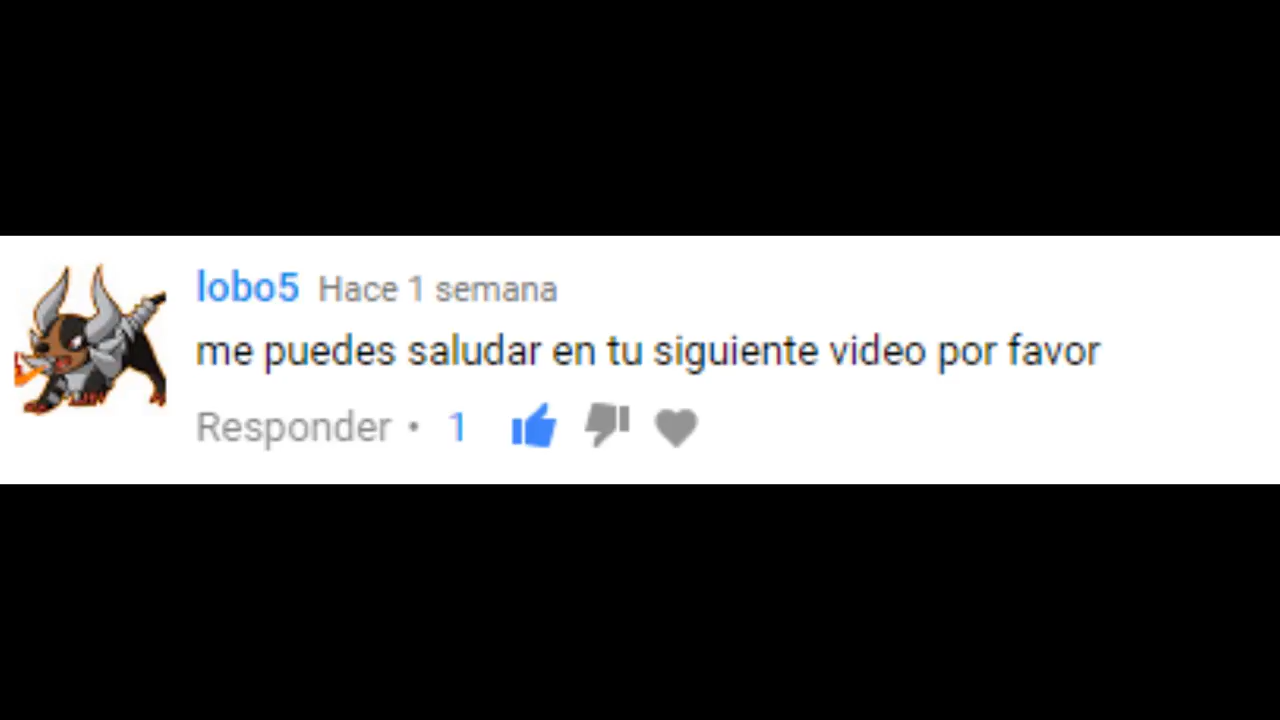 lobo5 Hace 1 semana
me puedes saludar en tu siguiente video por favor
Responder • 1